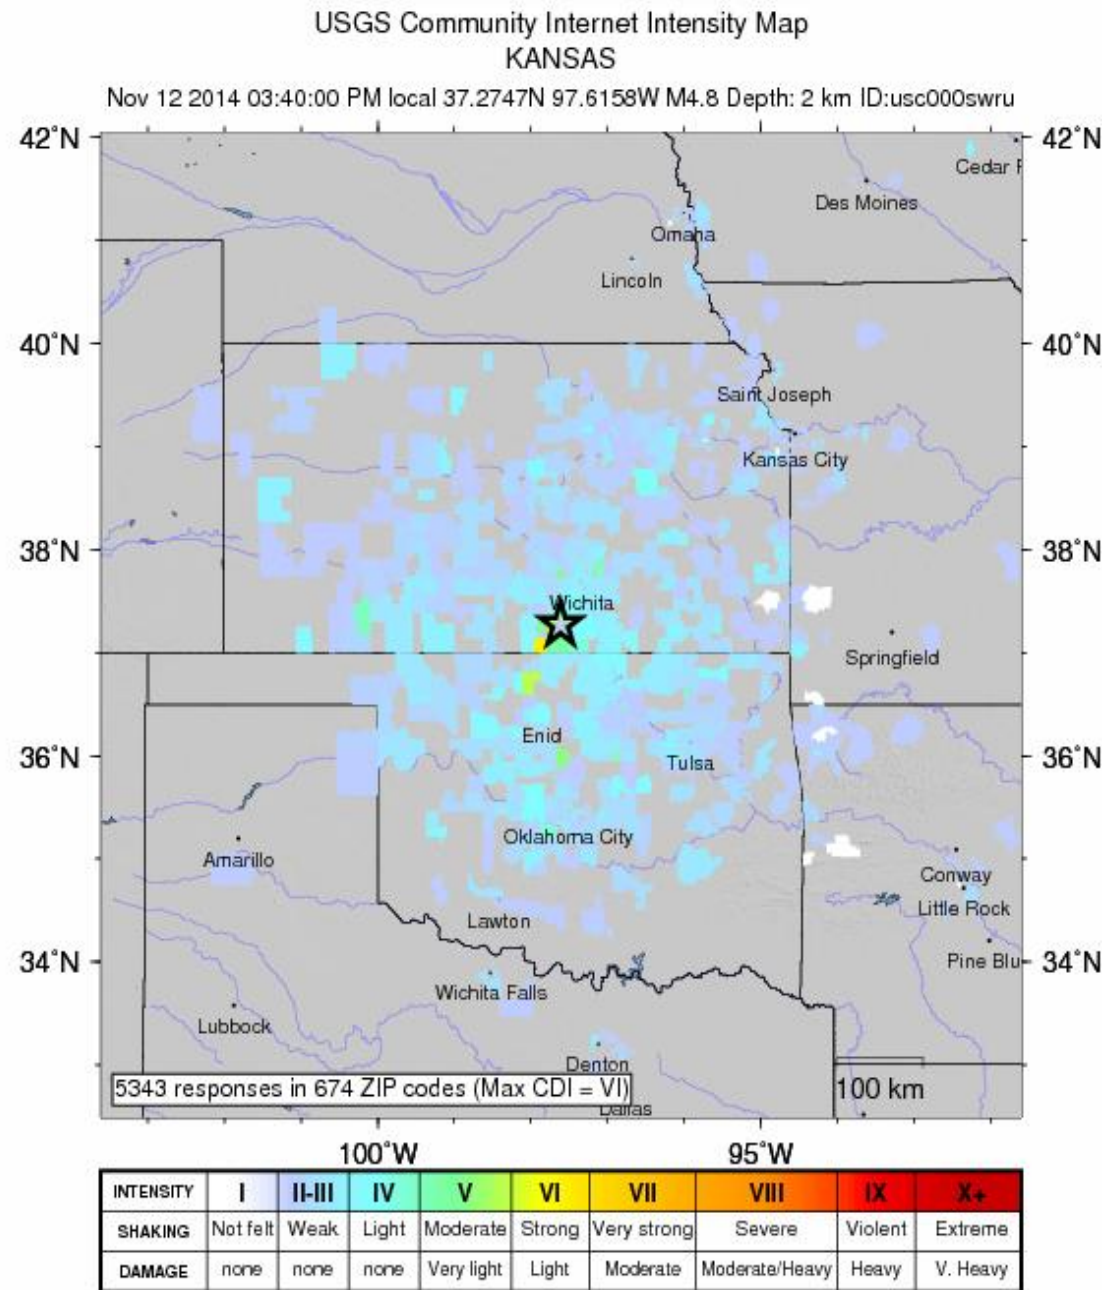 USGS Community Internet Intensity Map
KANSAS
Nov 12 2014 03:40:00 PM local 37.2747N 97.6158W M4.8 Depth: 2 km ID:usc000swru
42˚N 42˚N
Cedar R
Des Moines
Omaha
Lincoln
40˚N 40˚N
Saint Joseph
Kansas City
38˚N 38˚N
Wichita
Springfield
Enid
36˚N 36˚N
Tulsa
Oklahoma City
Amarillo
Conway
Little Rock
Lawton
34˚N Pine Blu 34˚N
Wichita Falls
Lubbock
Denton
5343 responses in 674 ZIP codes (Max CDI = VI)
100 km
Dallas
100˚W 95˚W
INTENSITY I II-III IV V VI VII VIII IX X+
SHAKING Not felt Weak Light Moderate Strong Very strong Severe Violent Extreme
DAMAGE none none none Very light Light Moderate Moderate/Heavy Heavy V. Heavy